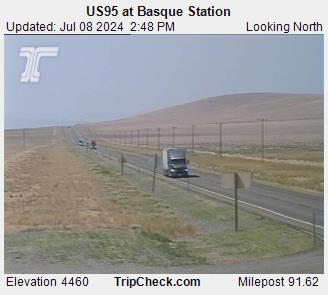 US95 at Basque Station
Updated: Jul 08 2024 2:48 PM Looking North
Elevation 4460 TripCheck.com Milepost 91.62